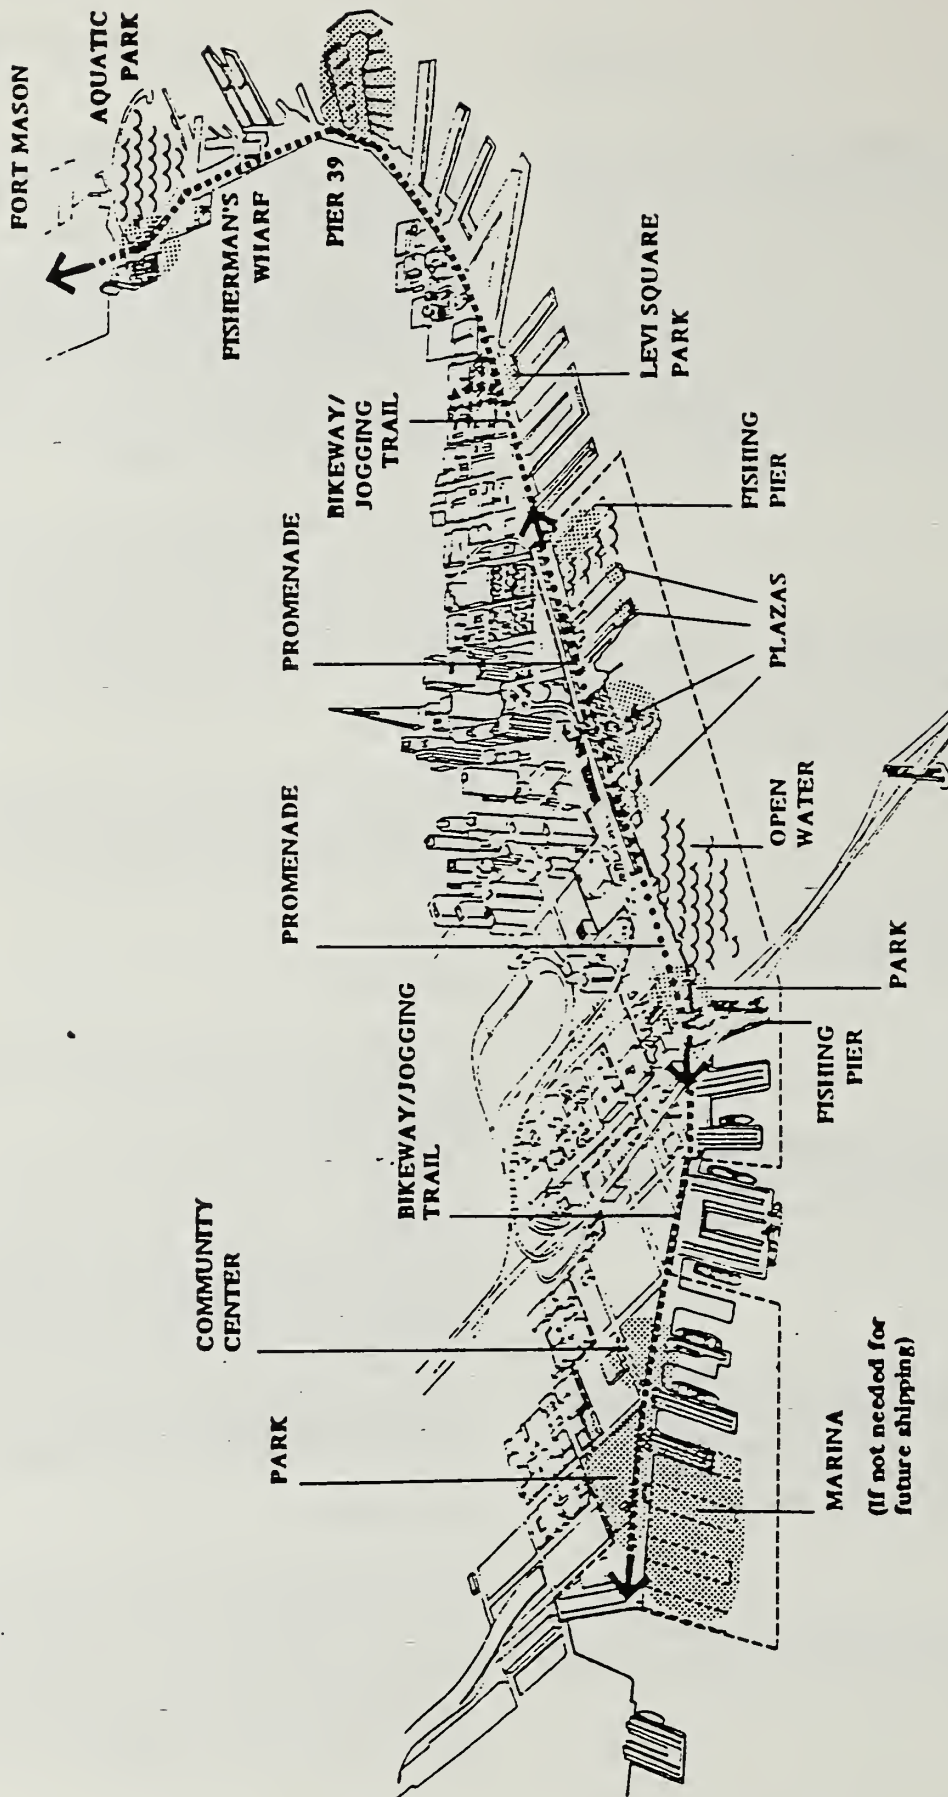 FORT MASON
AQUATIC
PARK
FISHERMAN'S
WHARF
PIER 39
BIKEWAY/
JOGGING
TRAIL
LEVI SQUARE
PARK
PROMENADE
FISHING
PIER
PLAZAS
PROMENADE
OPEN
WATER
BIKEWAY/JOGGING
TRAIL
PARK
FISHING
PIER
COMMUNITY
CENTER
PARK
MARINA
(If not needed for
future shipping)